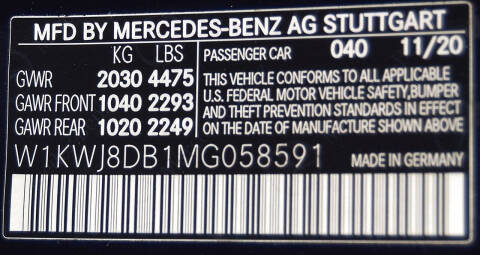 MFD BY MERCEDES-BENZ AG STUTTGART
KG LBS PASSENGER CAR 040 11/20
GVWR 2030 4475 THIS VEHICLE CONFORMS TO ALL APPLICABLE
GAWR FRONT 1040 2293 U.S. FEDERAL MOTOR VEHICLE SAFETY, BUMPER
AND THEFT PREVENTION STANDARDS IN EFFECT
GAWR REAR 1020 2249 ON THE DATE OF MANUFACTURE SHOWN ABOVE
W1KWJ8DB1MG058591 MADE IN GERMANY